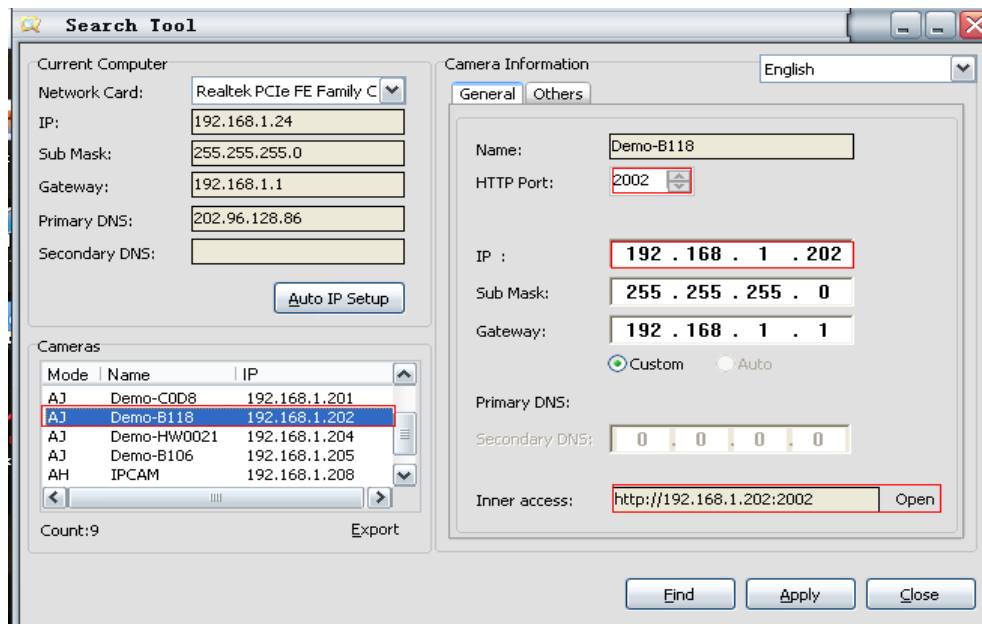 Search Tool
Current Computer
Network Card: Realtek PCIe FE Family C
IP: 192.168.1.24
Sub Mask: 255.255.255.0
Gateway: 192.168.1.1
Primary DNS: 202.96.128.86
Secondary DNS:
Auto IP Setup
Cameras
Mode Name IP
AJ Demo-C0D8 192.168.1.201
AJ Demo-B118 192.168.1.202
AJ Demo-HW0021 192.168.1.204
AJ Demo-B106 192.168.1.205
AH IPCAM 192.168.1.208
Count:9 Export
Camera Information
English
General Others
Name: Demo-B118
HTTP Port: 2002
IP : 192 . 168 . 1 . 202
Sub Mask: 255 . 255 . 255 . 0
Gateway: 192 . 168 . 1 . 1
Custom Auto
Primary DNS:
Secondary DNS: 0 . 0 . 0 . 0
Inner access: http://192.168.1.202:2002 Open
Find Apply Close